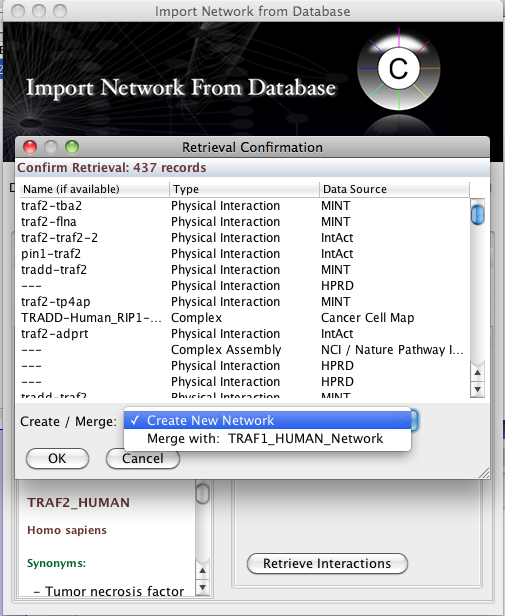 Import Network from Database
Import Network From Database
C
Retrieval Confirmation
Confirm Retrieval: 437 records
Name (if available) Type Data Source
traf2-tba2 Physical Interaction MINT
traf2-flna Physical Interaction MINT
traf2-traf2-2 Physical Interaction IntAct
pin1-traf2 Physical Interaction IntAct
tradd-traf2 Physical Interaction MINT
--- Physical Interaction HPRD
traf2-tp4ap Physical Interaction MINT
TRADD-Human_RIP1-... Complex Cancer Cell Map
traf2-adprt Physical Interaction IntAct
--- Complex Assembly NCI / Nature Pathway I...
--- Physical Interaction HPRD
--- Physical Interaction HPRD
tradd-traf2 Physical Interaction MINT
Create / Merge: ✓ Create New Network
Merge with: TRAF1_HUMAN_Network
OK Cancel
TRAF2_HUMAN
Homo sapiens
Synonyms:
- Tumor necrosis factor
Retrieve Interactions